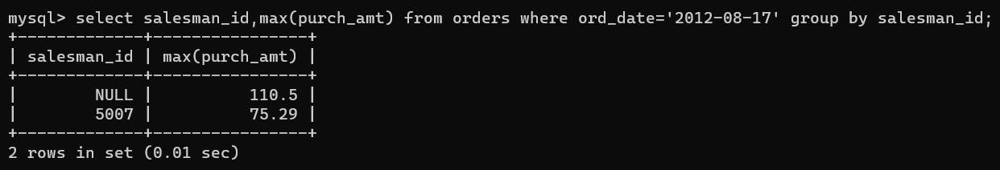 mysql> select salesman_id,max(purch_amt) from orders where ord_date='2012-08-17' group by salesman_id;
+-------------+----------------+
| salesman_id | max(purch_amt) |
+-------------+----------------+
|        NULL |          110.5 |
|        5007 |          75.29 |
+-------------+----------------+
2 rows in set (0.01 sec)